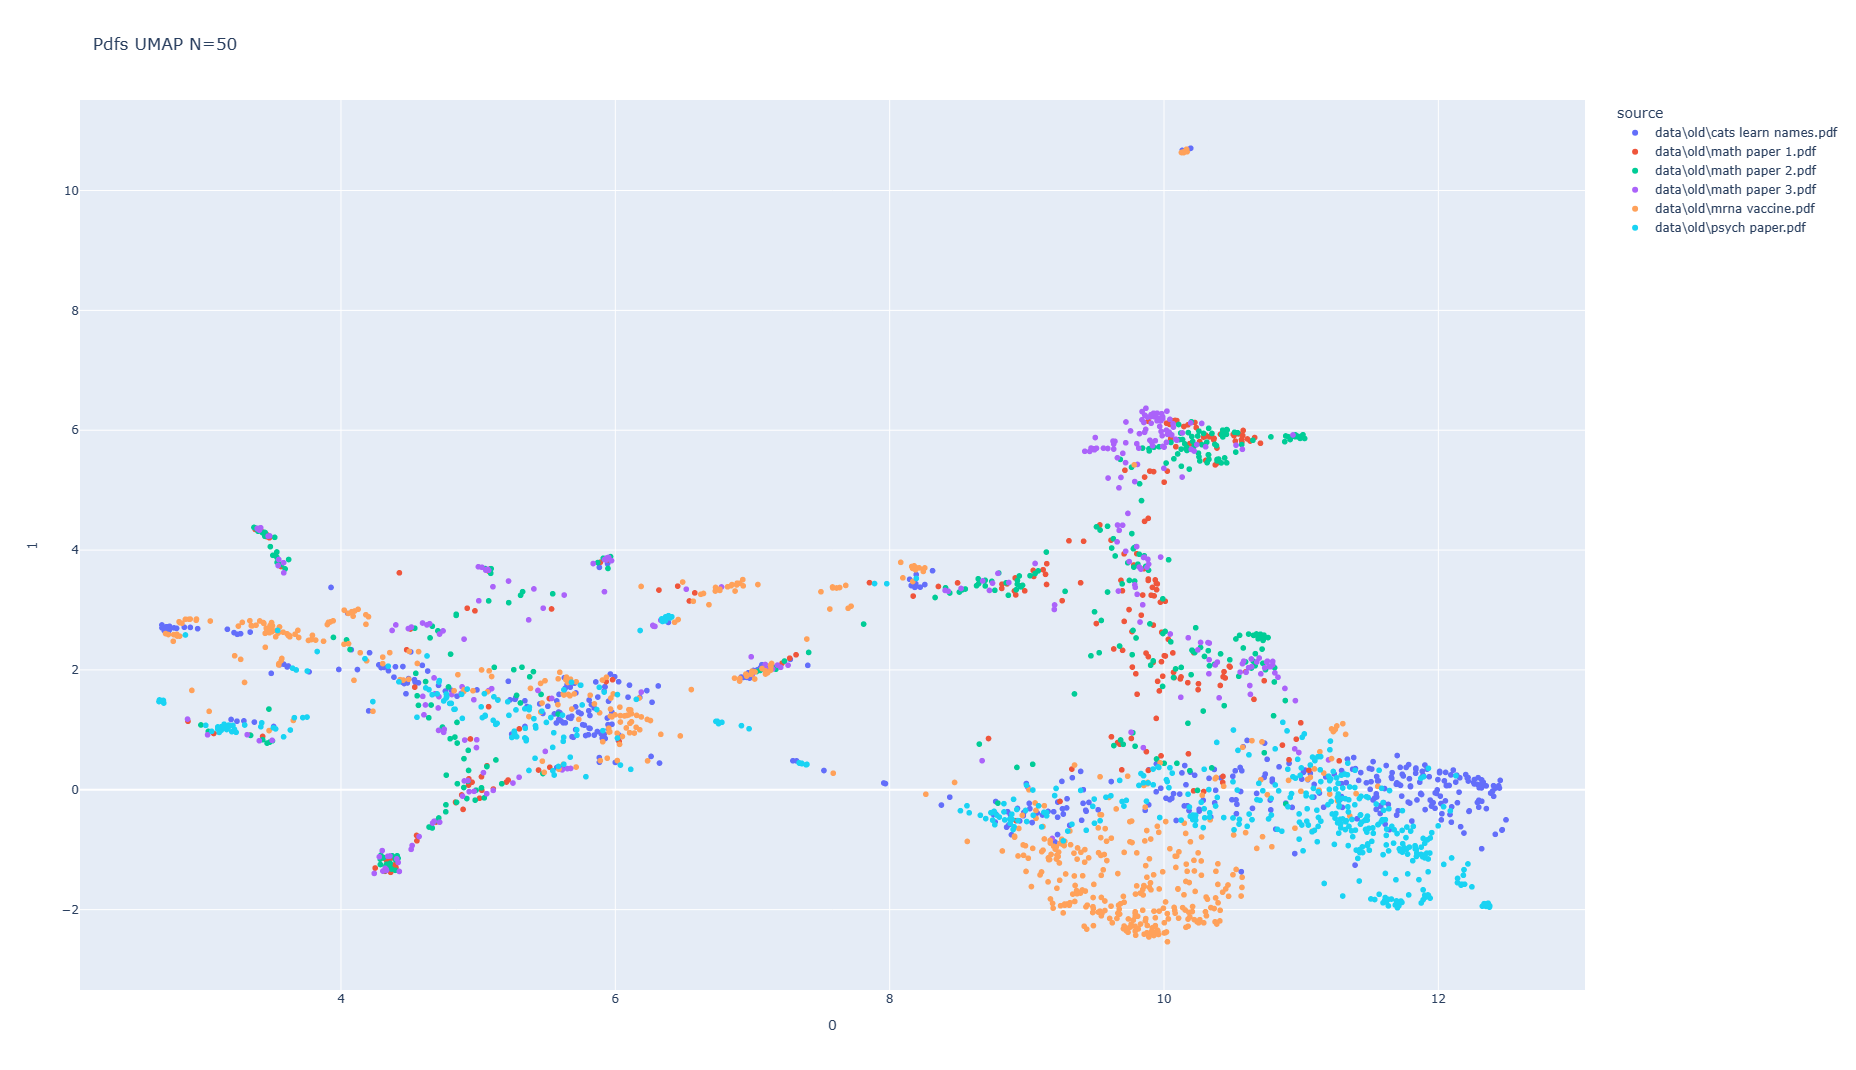 Pdfs UMAP N=50
source
data\old\cats learn names.pdf
data\old\math paper 1.pdf
data\old\math paper 2.pdf
data\old\math paper 3.pdf
data\old\mrna vaccine.pdf
data\old\psych paper.pdf
10
8
6
4
2
0
−2
1
4
6
8
10
12
0